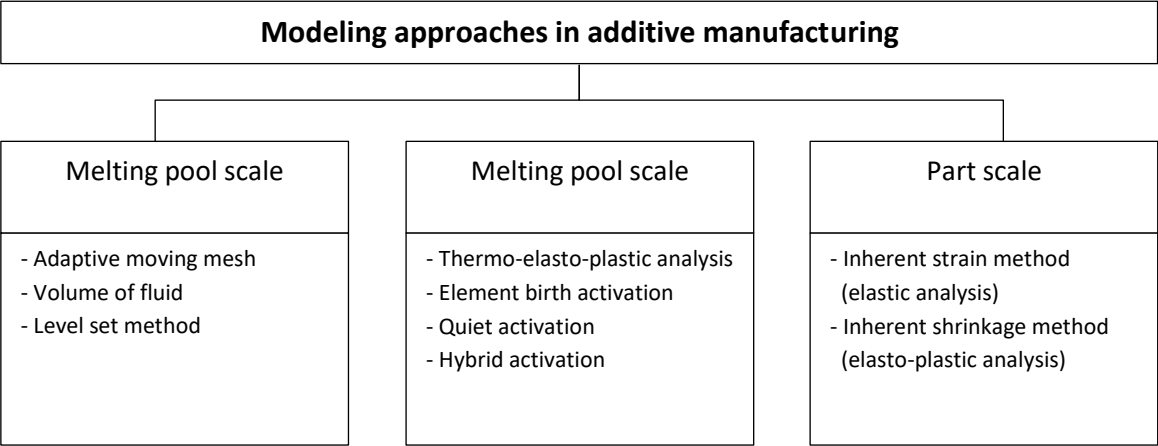 Modeling approaches in additive manufacturing
Melting pool scale
- Adaptive moving mesh
- Volume of fluid
- Level set method
Melting pool scale
- Thermo-elasto-plastic analysis
- Element birth activation
- Quiet activation
- Hybrid activation
Part scale
- Inherent strain method
(elastic analysis)
- Inherent shrinkage method
(elasto-plastic analysis)